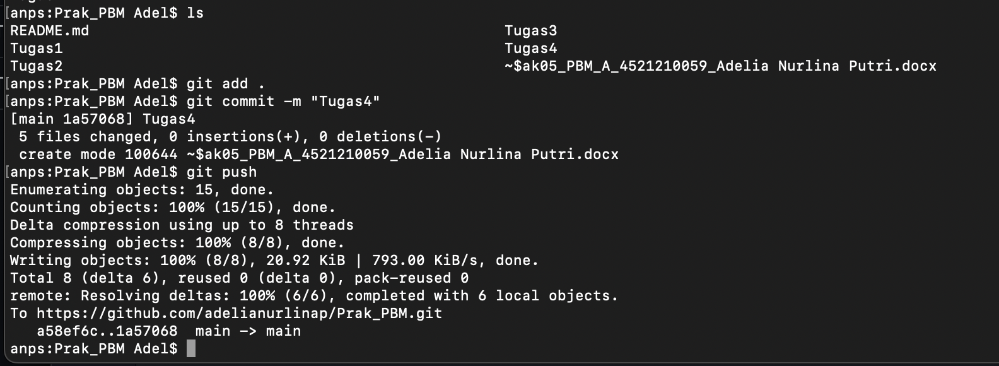 [anps:Prak_PBM Adel$ ls
README.md Tugas3
Tugas1 Tugas4
Tugas2 ~$ak05_PBM_A_4521210059_Adelia Nurlina Putri.docx
[anps:Prak_PBM Adel$ git add .
[anps:Prak_PBM Adel$ git commit -m "Tugas4"
[main 1a57068] Tugas4
 5 files changed, 0 insertions(+), 0 deletions(-)
 create mode 100644 ~$ak05_PBM_A_4521210059_Adelia Nurlina Putri.docx
[anps:Prak_PBM Adel$ git push
Enumerating objects: 15, done.
Counting objects: 100% (15/15), done.
Delta compression using up to 8 threads
Compressing objects: 100% (8/8), done.
Writing objects: 100% (8/8), 20.92 KiB | 793.00 KiB/s, done.
Total 8 (delta 6), reused 0 (delta 0), pack-reused 0
remote: Resolving deltas: 100% (6/6), completed with 6 local objects.
To https://github.com/adelianurlinap/Prak_PBM.git
   a58ef6c..1a57068  main -> main
anps:Prak_PBM Adel$